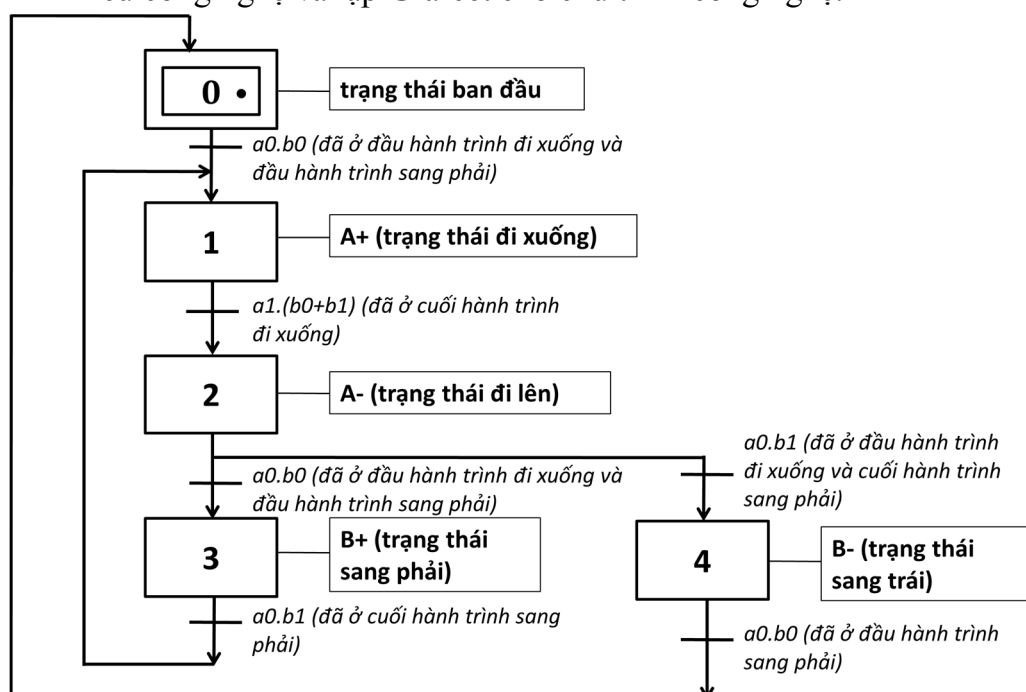 0
trạng thái ban đầu
a0.b0 (đã ở đầu hành trình đi xuống và
đầu hành trình sang phải)
1
A+ (trạng thái đi xuống)
a1.(b0+b1) (đã ở cuối hành trình
đi xuống)
2
A- (trạng thái đi lên)
a0.b0 (đã ở đầu hành trình đi xuống và
đầu hành trình sang phải)
a0.b1 (đã ở đầu hành trình
đi xuống và cuối hành trình
sang phải)
3
B+ (trạng thái
sang phải)
4
B- (trạng thái
sang trái)
a0.b1 (đã ở cuối hành trình sang
phải)
a0.b0 (đã ở đầu hành trình
sang phải)